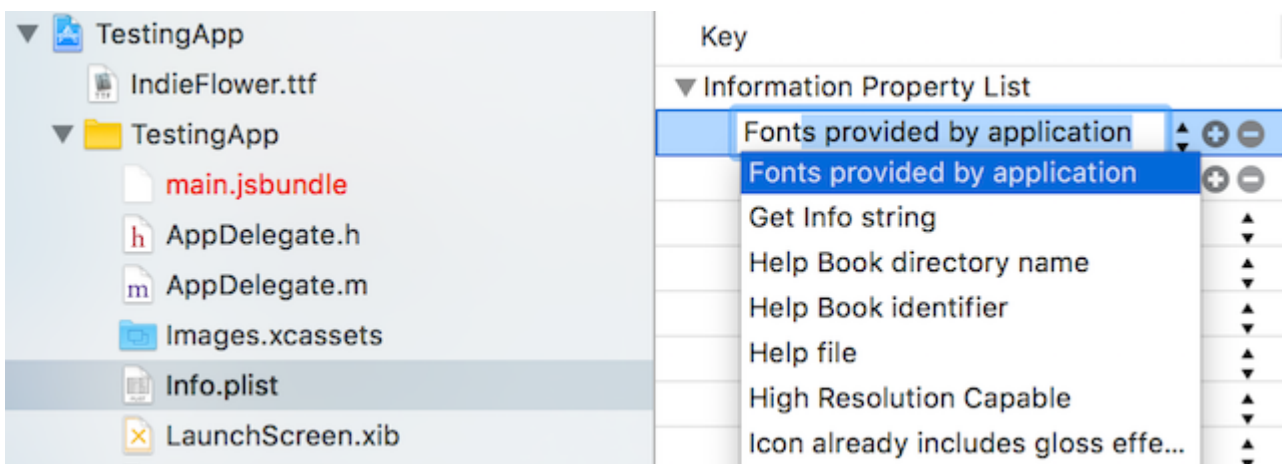 TestingApp
IndieFlower.ttf
TestingApp
main.jsbundle
h AppDelegate.h
m AppDelegate.m
Images.xcassets
Info.plist
LaunchScreen.xib
Key
Information Property List
Fonts provided by application
Fonts provided by application
Get Info string
Help Book directory name
Help Book identifier
Help file
High Resolution Capable
Icon already includes gloss effe...